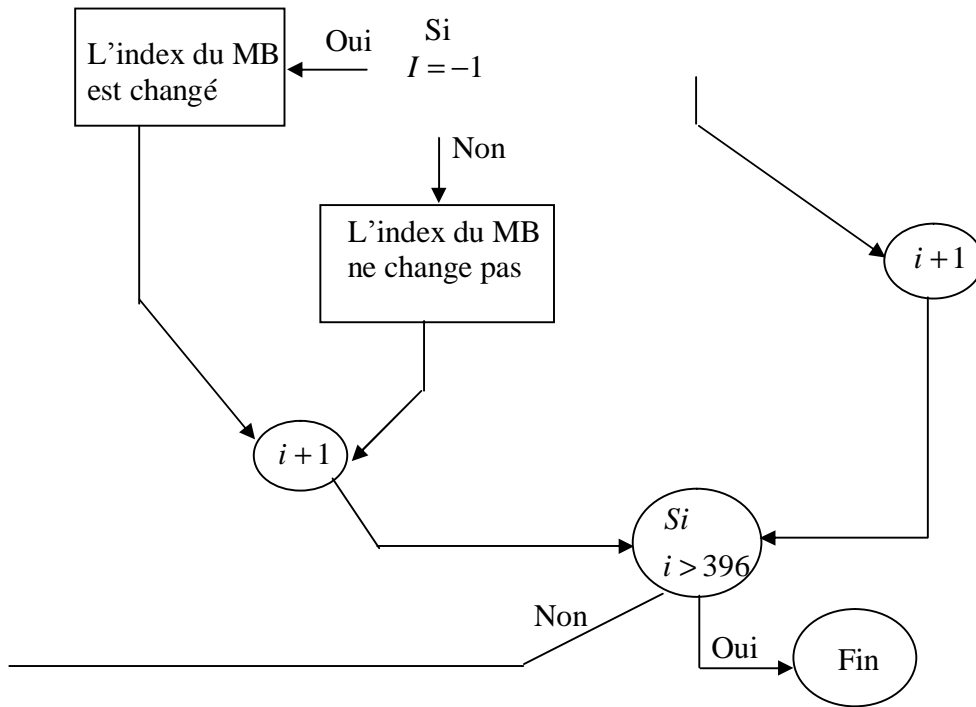 L’index du MB
est changé
Oui
Si
I = −1
Non
L’index du MB
ne change pas
i + 1
i + 1
Si
i > 396
Non
Oui
Fin